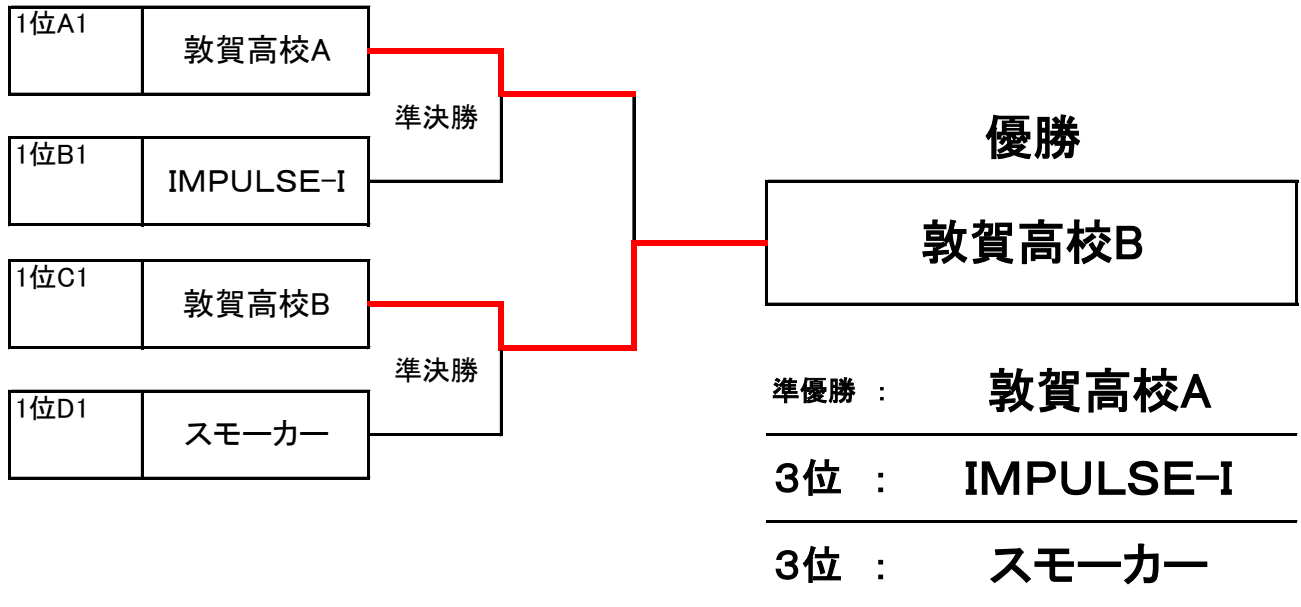 1位A1
敦賀高校A
準決勝
1位B1
IMPULSE-I
1位C1
敦賀高校B
準決勝
1位D1
スモーカー
優勝
敦賀高校B
準優勝 : 敦賀高校A
3位 : IMPULSE-I
3位 : スモーカー